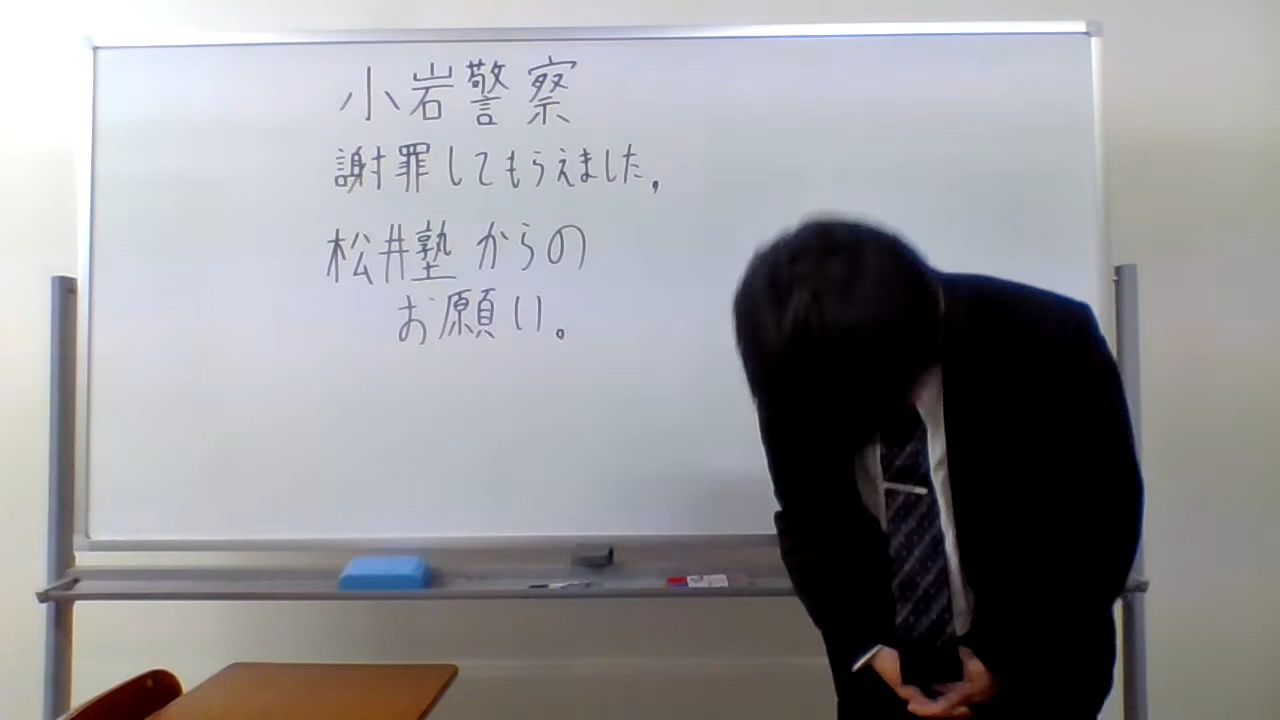 小岩警察
謝罪してもらえました。
松井塾からの
お願い。